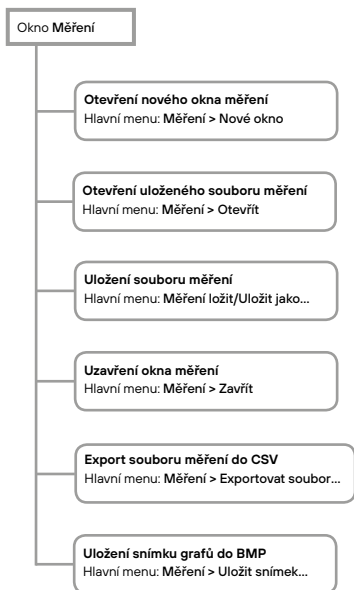 Okno Měření
Otevření nového okna měření
Hlavní menu: Měření > Nové okno
Otevření uloženého souboru měření
Hlavní menu: Měření > Otevřít
Uložení souboru měření
Hlavní menu: Měření ložit/Uložit jako...
Uzavření okna měření
Hlavní menu: Měření > Zavřít
Export souboru měření do CSV
Hlavní menu: Měření > Exportovat soubor...
Uložení snímku grafů do BMP
Hlavní menu: Měření > Uložit snímek...